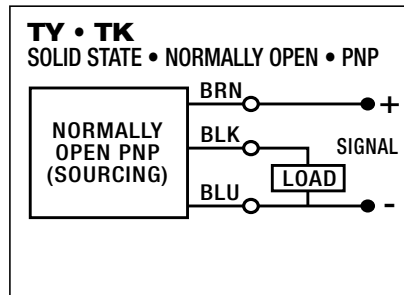 TY • TK
SOLID STATE • NORMALLY OPEN • PNP
BRN
+
NORMALLY
OPEN PNP
(SOURCING)
BLK
SIGNAL
LOAD
BLU
-